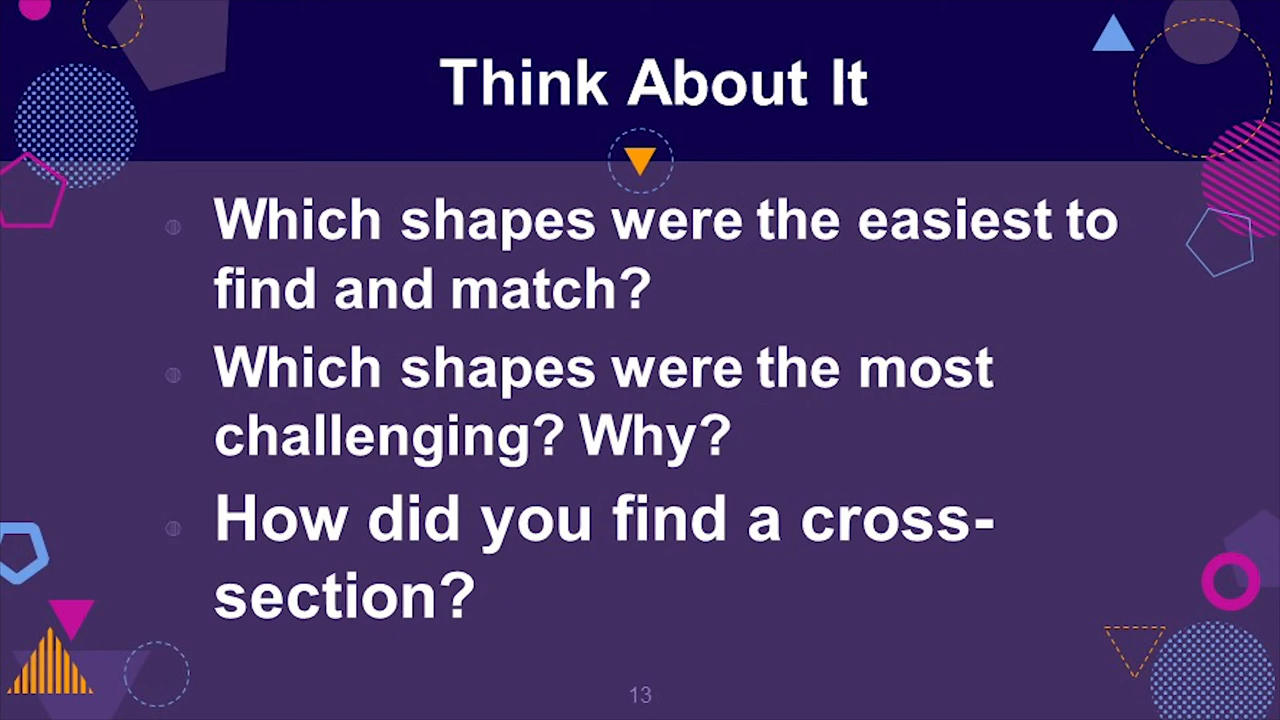 Think About It
Which shapes were the easiest to
find and match?
Which shapes were the most
challenging? Why?
How did you find a cross-
section?
13